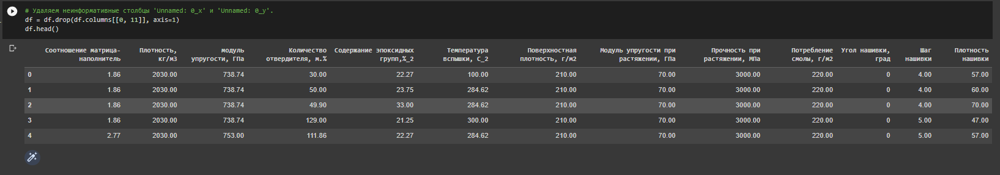 # Удаляем неинформативные столбцы 'Unnamed: 0_x' и 'Unnamed: 0_y'.
df = df.drop(df.columns[[0, 11]], axis=1)
df.head()
Соотношение матрица- Плотность, модуль Количество Содержание эпоксидных Температура Поверхностная Модуль упругости при Прочность при Потребление Угол нашивки, Шаг Плотность
наполнитель кг/м3 упругости, ГПа отвердителя, м.% групп,%_2 вспышки, С_2 плотность, г/м2 растяжении, ГПа растяжении, МПа смолы, г/м2 град нашивки нашивки
0 1.86 2030.00 738.74 30.00 22.27 100.00 210.00 70.00 3000.00 220.00 0 4.00 57.00
1 1.86 2030.00 738.74 50.00 23.75 284.62 210.00 70.00 3000.00 220.00 0 4.00 60.00
2 1.86 2030.00 738.74 49.90 33.00 284.62 210.00 70.00 3000.00 220.00 0 4.00 70.00
3 1.86 2030.00 738.74 129.00 21.25 300.00 210.00 70.00 3000.00 220.00 0 5.00 47.00
4 2.77 2030.00 753.00 111.86 22.27 284.62 210.00 70.00 3000.00 220.00 0 5.00 57.00